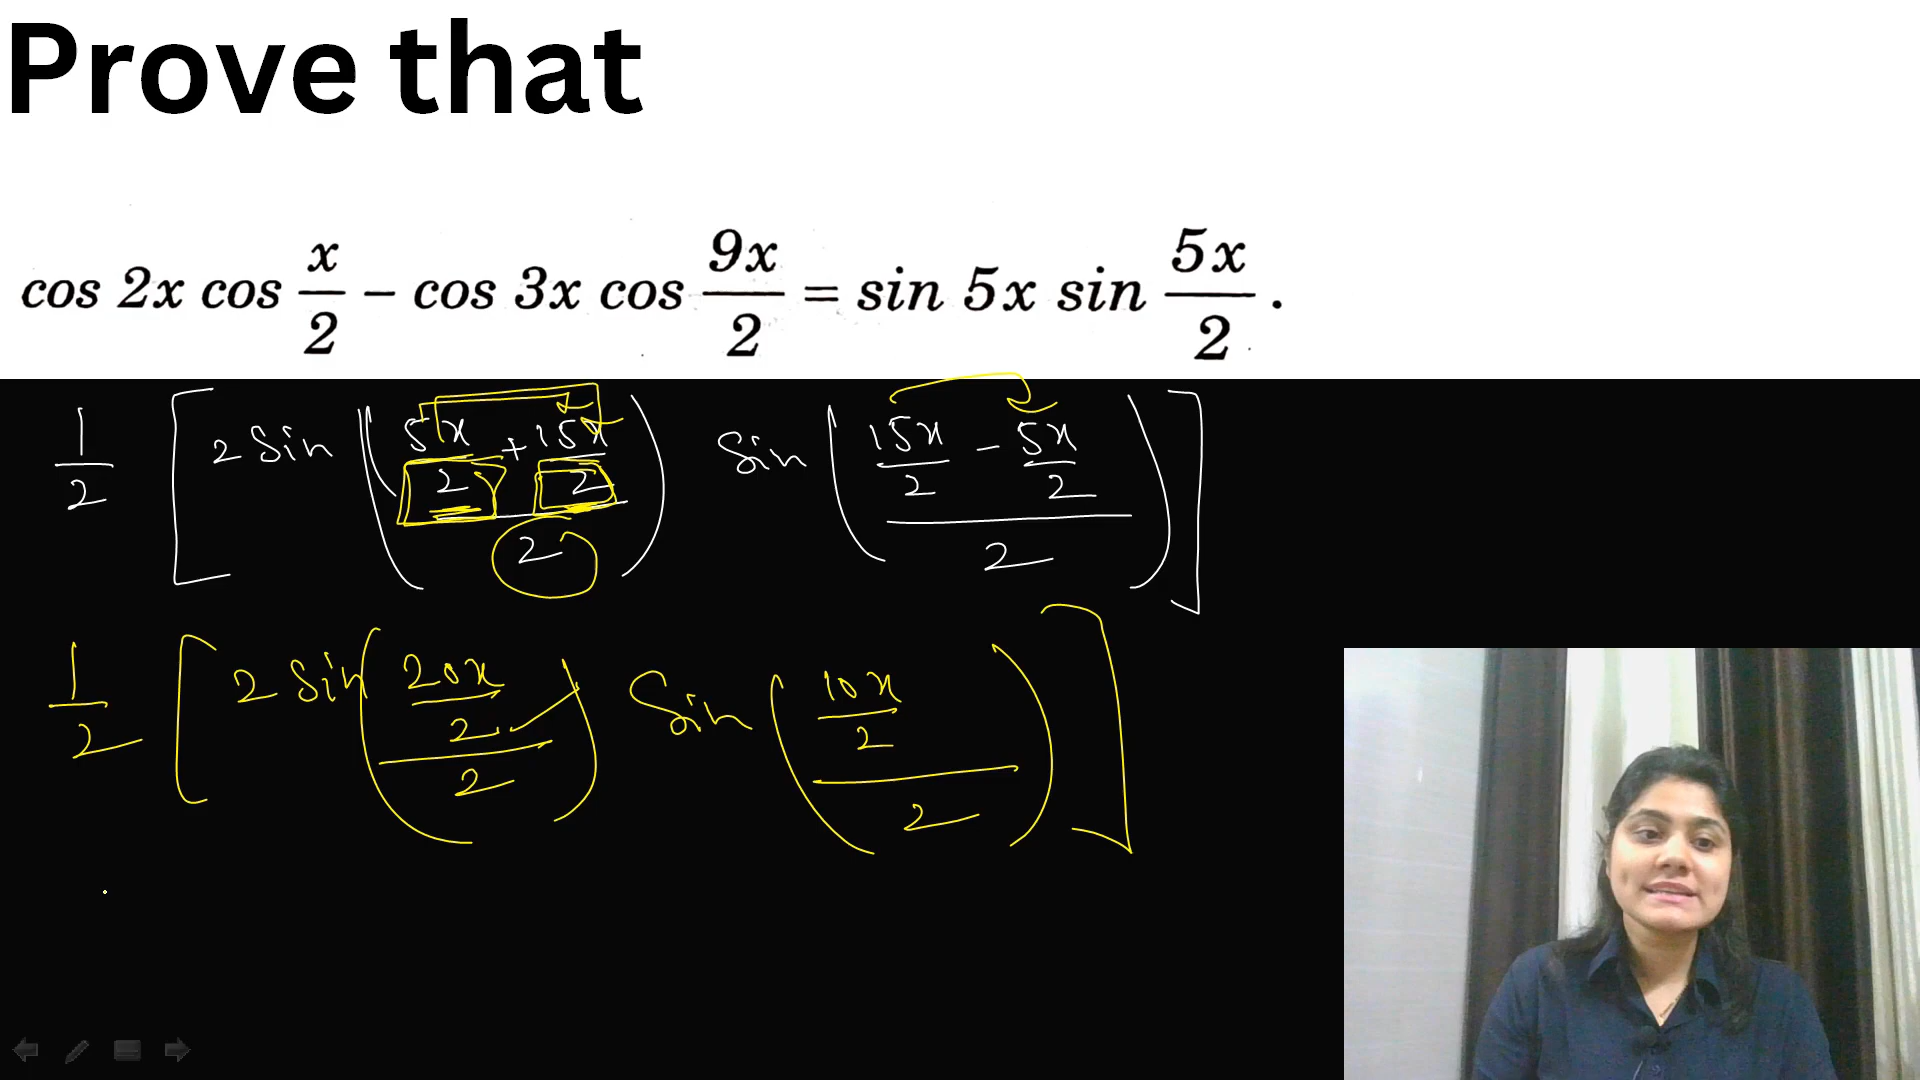 Prove that
cos 2x cos x/2 − cos 3x cos 9x/2 = sin 5x sin 5x/2 .
1/2 [ 2 Sin ( (5x/2 + 15x/2) / 2 ) Sin ( (15x/2 − 5x/2) / 2 ) ]
1/2 [ 2 Sin ( (20x/2) / 2 ) Sin ( (10x/2) / 2 ) ]